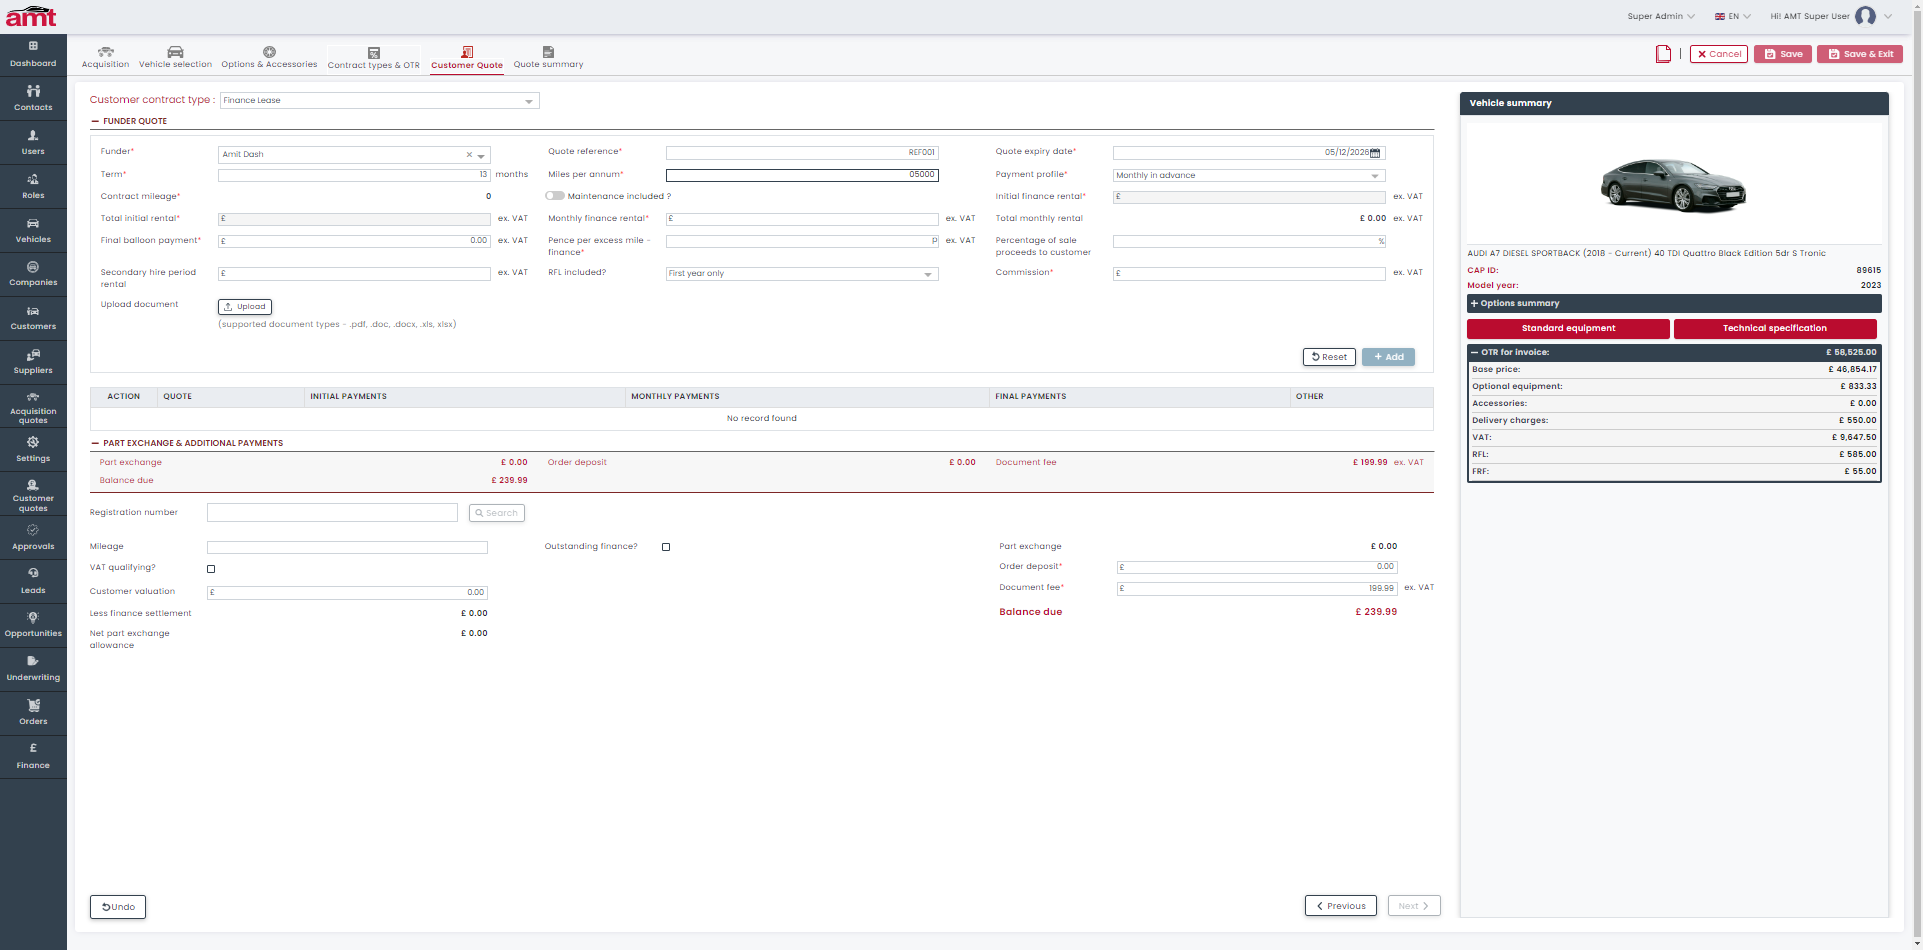 amt
Super Admin
EN
Hi! AMT Super User
Dashboard
Contacts
Users
Roles
Vehicles
Companies
Customers
Suppliers
Acquisition
quotes
Settings
Customer
quotes
Approvals
Leads
Opportunities
Underwriting
Orders
£
Finance
Acquisition
Vehicle selection
Options & Accessories
Contract types & OTR
Customer Quote
Quote summary
Cancel
Save
Save & Exit
Customer contract type : Finance Lease
FUNDER QUOTE
Funder* Amit Dash
Quote reference* REF001
Quote expiry date* 05/12/2026
Term* 13 months
Miles per annum* 05000
Payment profile* Monthly in advance
Contract mileage* 0
Maintenance included ?
Initial finance rental* £ ex. VAT
Total initial rental* £ ex. VAT
Monthly finance rental* £ ex. VAT
Total monthly rental £ 0.00 ex. VAT
Final balloon payment* £ 0.00 ex. VAT
Pence per excess mile -
finance* p ex. VAT
Percentage of sale
proceeds to customer %
Secondary hire period
rental £ ex. VAT
RFL included? First year only
Commission* £ ex. VAT
Upload document Upload
(supported document types - .pdf, .doc, .docx, .xls, xlsx)
Reset
+ Add
ACTION QUOTE INITIAL PAYMENTS MONTHLY PAYMENTS FINAL PAYMENTS OTHER
No record found
PART EXCHANGE & ADDITIONAL PAYMENTS
Part exchange £ 0.00 Order deposit £ 0.00 Document fee £ 199.99 ex. VAT
Balance due £ 239.99
Registration number Search
Mileage
Outstanding finance?
VAT qualifying?
Customer valuation £ 0.00
Less finance settlement £ 0.00
Net part exchange
allowance £ 0.00
Part exchange £ 0.00
Order deposit* £ 0.00
Document fee* £ 199.99 ex. VAT
Balance due £ 239.99
Undo
Previous
Next
Vehicle summary
AUDI A7 DIESEL SPORTBACK (2018 - Current) 40 TDI Quattro Black Edition 5dr S Tronic
CAP ID: 89615
Model year: 2023
+ Options summary
Standard equipment
Technical specification
OTR for invoice: £ 58,525.00
Base price: £ 46,854.17
Optional equipment: £ 833.33
Accessories: £ 0.00
Delivery charges: £ 550.00
VAT: £ 9,647.50
RFL: £ 585.00
FRF: £ 55.00